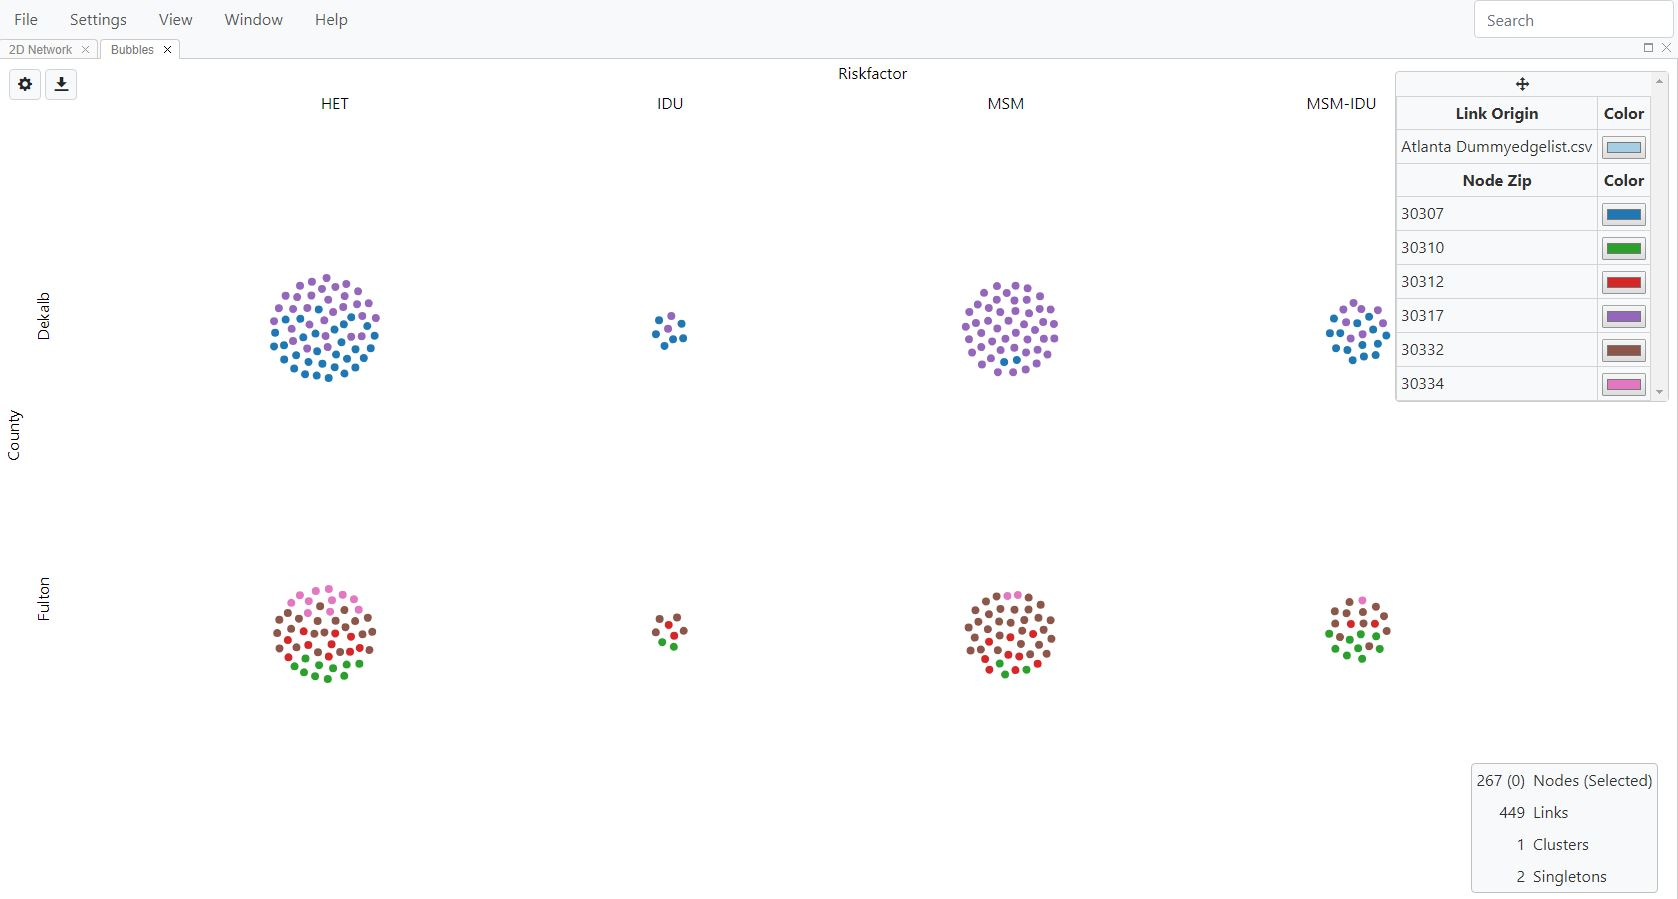 File Settings View Window Help Search
2D Network Bubbles
Riskfactor
HET IDU MSM MSM-IDU
Link Origin Color
Atlanta Dummyedgelist.csv
Node Zip Color
30307
30310
30312
30317
30332
30334
Dekalb
County
Fulton
267 (0) Nodes (Selected)
449 Links
1 Clusters
2 Singletons